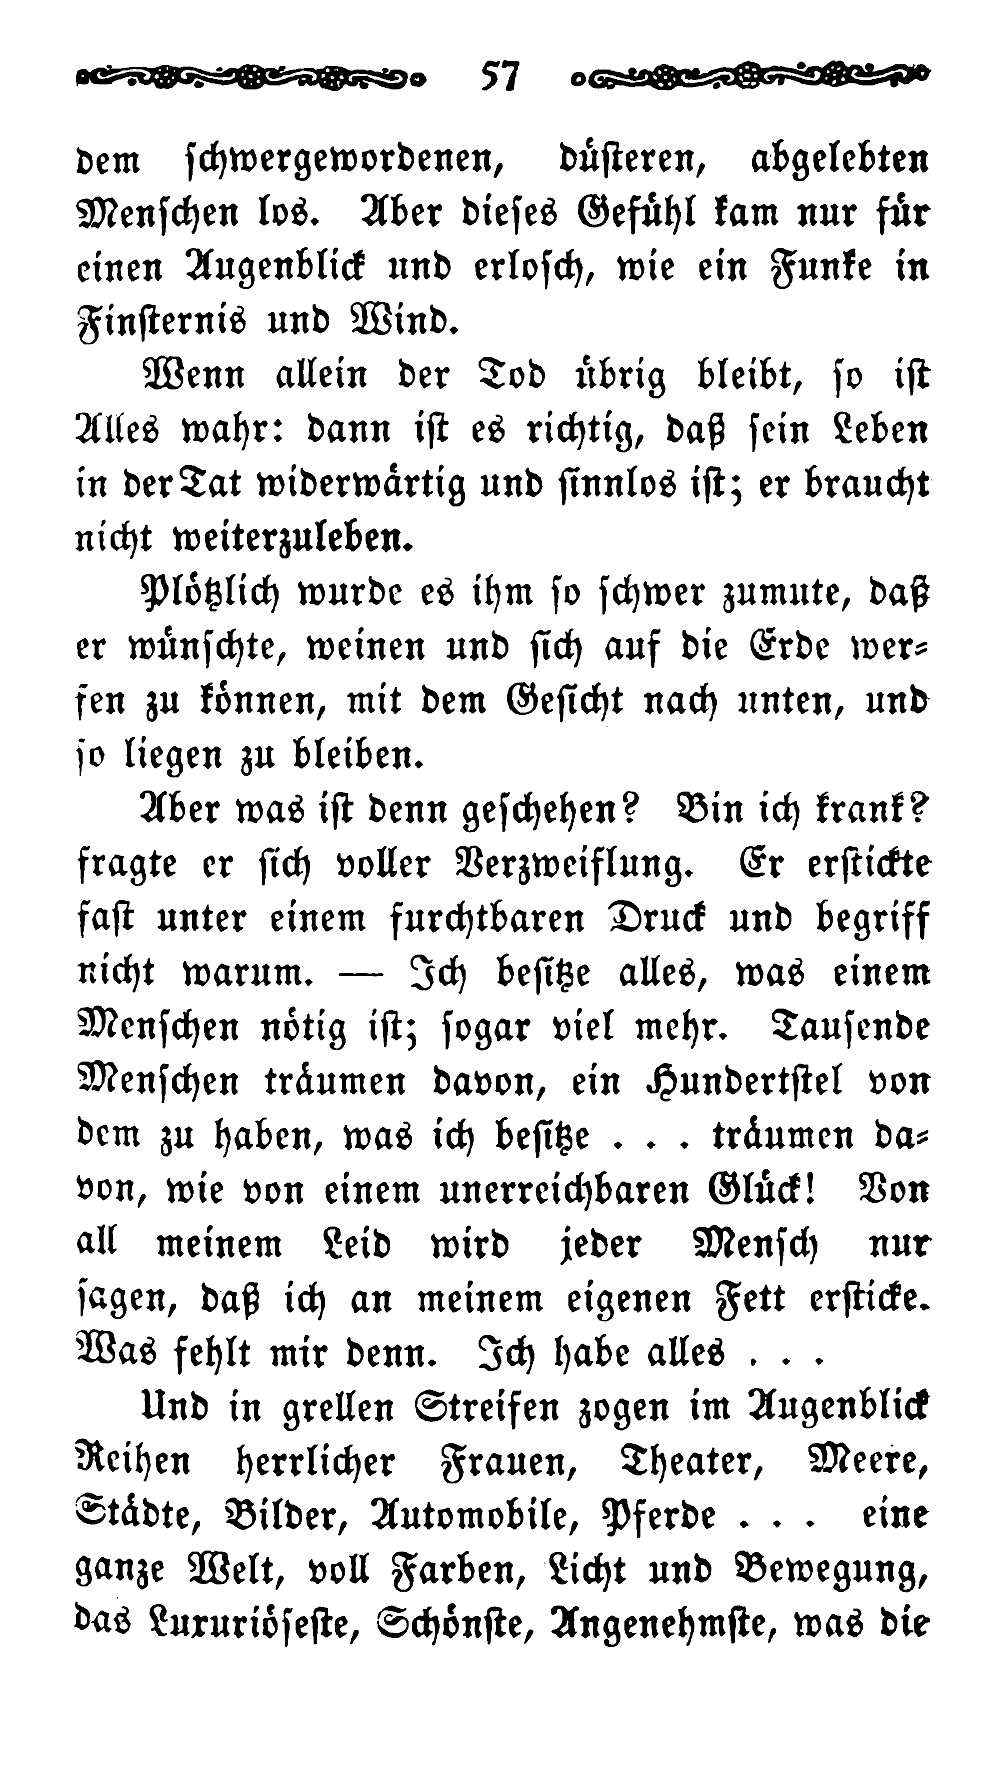 57
dem ſchwergewordenen, düſteren, abgelebten
Menſchen los. Aber dieſes Gefühl kam nur für
einen Augenblick und erloſch, wie ein Funke in
Finſternis und Wind.
Wenn allein der Tod übrig bleibt, ſo iſt
Alles wahr: dann iſt es richtig, daß ſein Leben
in der Tat widerwärtig und ſinnlos iſt; er braucht
nicht weiterzuleben.
Plötzlich wurde es ihm ſo ſchwer zumute, daß
er wünſchte, weinen und ſich auf die Erde wer⸗
fen zu können, mit dem Geſicht nach unten, und
ſo liegen zu bleiben.
Aber was iſt denn geſchehen? Bin ich krank?
fragte er ſich voller Verzweiflung. Er erſtickte
faſt unter einem furchtbaren Druck und begriff
nicht warum. — Ich beſitze alles, was einem
Menſchen nötig iſt; ſogar viel mehr. Tauſende
Menſchen träumen davon, ein Hundertſtel von
dem zu haben, was ich beſitze . . . träumen da⸗
von, wie von einem unerreichbaren Glück! Von
all meinem Leid wird jeder Menſch nur
ſagen, daß ich an meinem eigenen Fett erſticke.
Was fehlt mir denn. Ich habe alles . . .
Und in grellen Streifen zogen im Augenblick
Reihen herrlicher Frauen, Theater, Meere,
Städte, Bilder, Automobile, Pferde . . . eine
ganze Welt, voll Farben, Licht und Bewegung,
das Luxuriöſeſte, Schönſte, Angenehmſte, was die